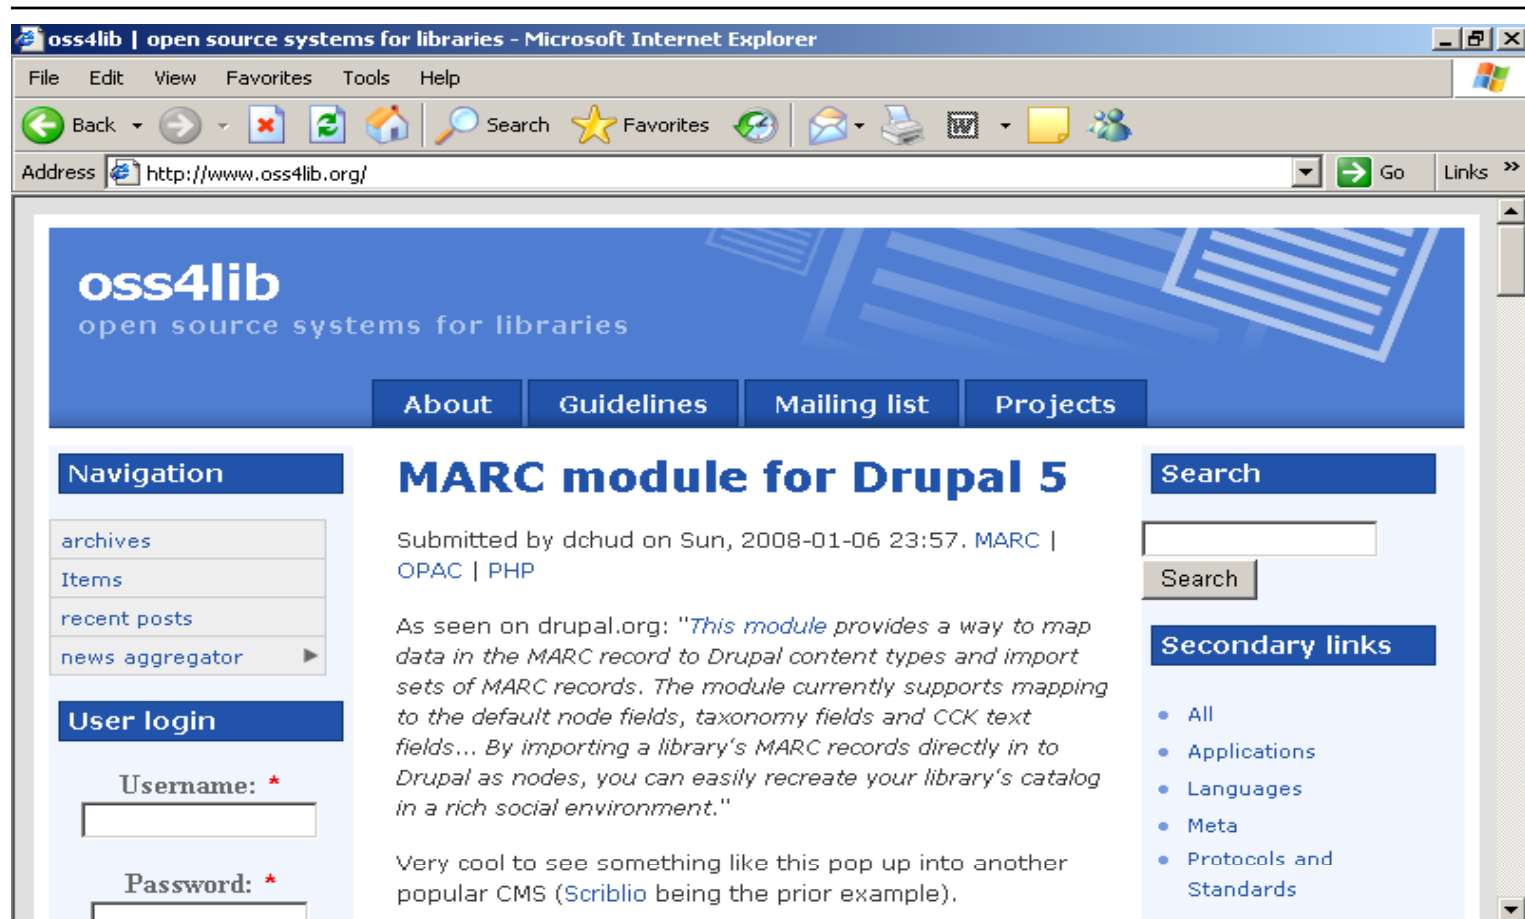 oss4lib | open source systems for libraries - Microsoft Internet Explorer
File Edit View Favorites Tools Help
Back Search Favorites
Address http://www.oss4lib.org/ Go Links »
oss4lib
open source systems for libraries
About Guidelines Mailing list Projects
Navigation
archives
Items
recent posts
news aggregator
User login
Username: *
Password: *
MARC module for Drupal 5
Submitted by dchud on Sun, 2008-01-06 23:57. MARC |
OPAC | PHP
As seen on drupal.org: "This module provides a way to map
data in the MARC record to Drupal content types and import
sets of MARC records. The module currently supports mapping
to the default node fields, taxonomy fields and CCK text
fields... By importing a library's MARC records directly in to
Drupal as nodes, you can easily recreate your library's catalog
in a rich social environment."
Very cool to see something like this pop up into another
popular CMS (Scriblio being the prior example).
Search
Search
Secondary links
All
Applications
Languages
Meta
Protocols and
Standards